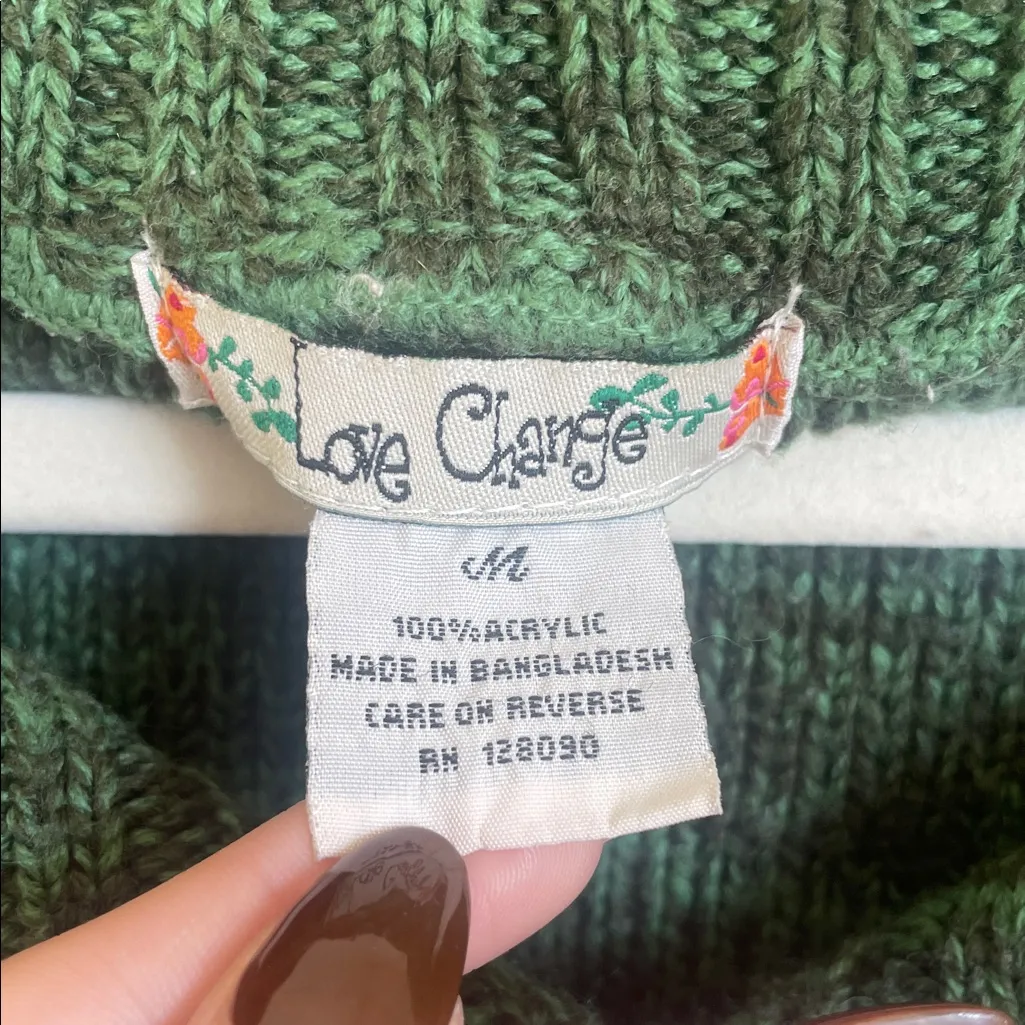 Love Change
M
100%ACRYLIC
MADE IN BANGLADESH
CARE ON REVERSE
RN 128090